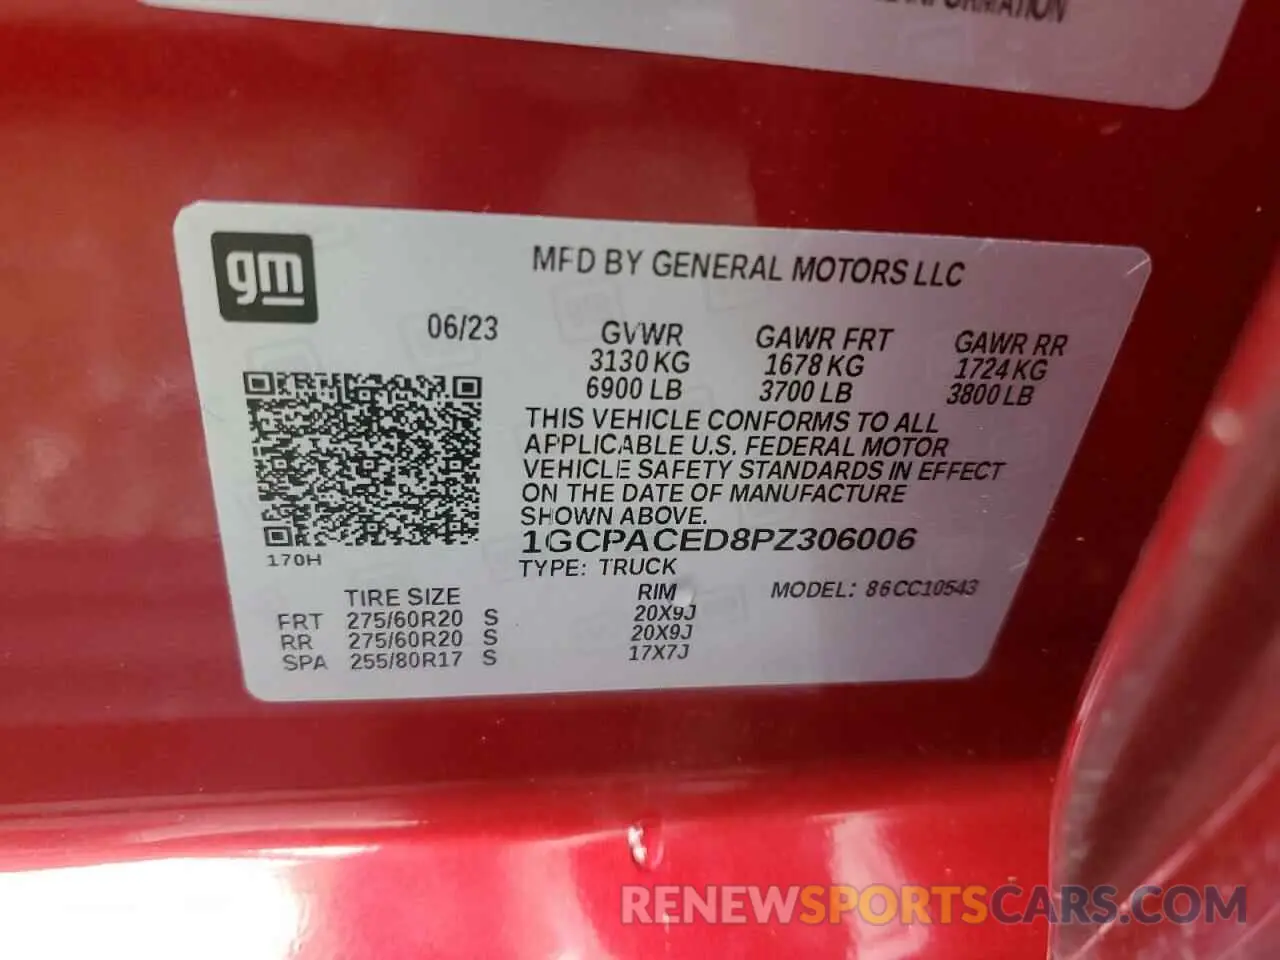 INFORMATION
gm
MFD BY GENERAL MOTORS LLC
06/23
GVWR GAWR FRT GAWR RR
3130 KG 1678 KG 1724 KG
6900 LB 3700 LB 3800 LB
THIS VEHICLE CONFORMS TO ALL
APPLICABLE U.S. FEDERAL MOTOR
VEHICLE SAFETY STANDARDS IN EFFECT
ON THE DATE OF MANUFACTURE
SHOWN ABOVE.
1GCPACED8PZ306006
170H
TYPE: TRUCK
TIRE SIZE RIM MODEL: 86CC10543
FRT 275/60R20 S 20X9J
RR 275/60R20 S 20X9J
SPA 255/80R17 S 17X7J
RENEWSPORTSCARS.COM